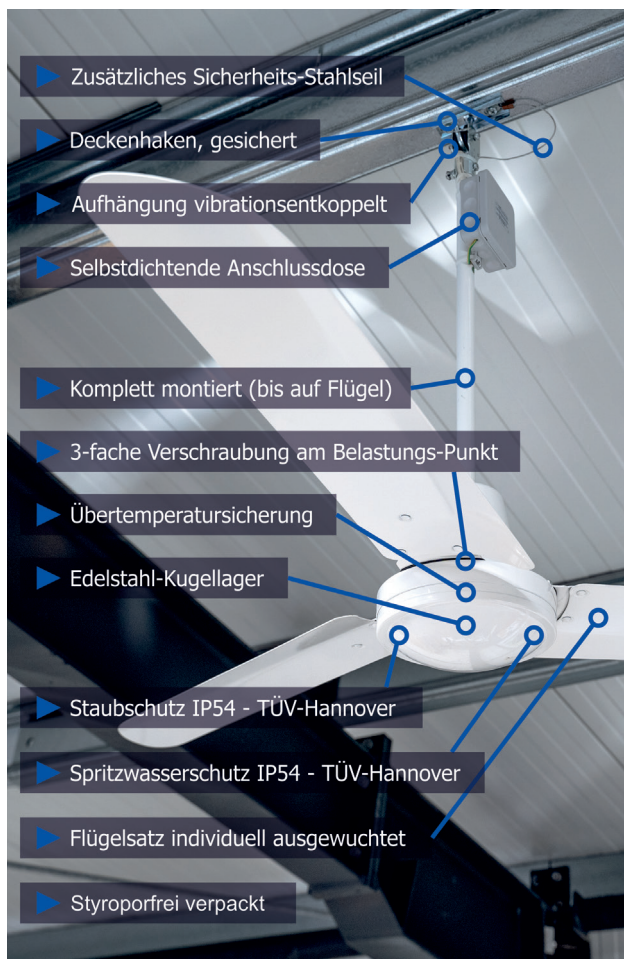 Zusätzliches Sicherheits-Stahlseil
Deckenhaken, gesichert
Aufhängung vibrationsentkoppelt
Selbstdichtende Anschlussdose
Komplett montiert (bis auf Flügel)
3-fache Verschraubung am Belastungs-Punkt
Übertemperatursicherung
Edelstahl-Kugellager
Staubschutz IP54 - TÜV-Hannover
Spritzwasserschutz IP54 - TÜV-Hannover
Flügelsatz individuell ausgewuchtet
Styroporfrei verpackt